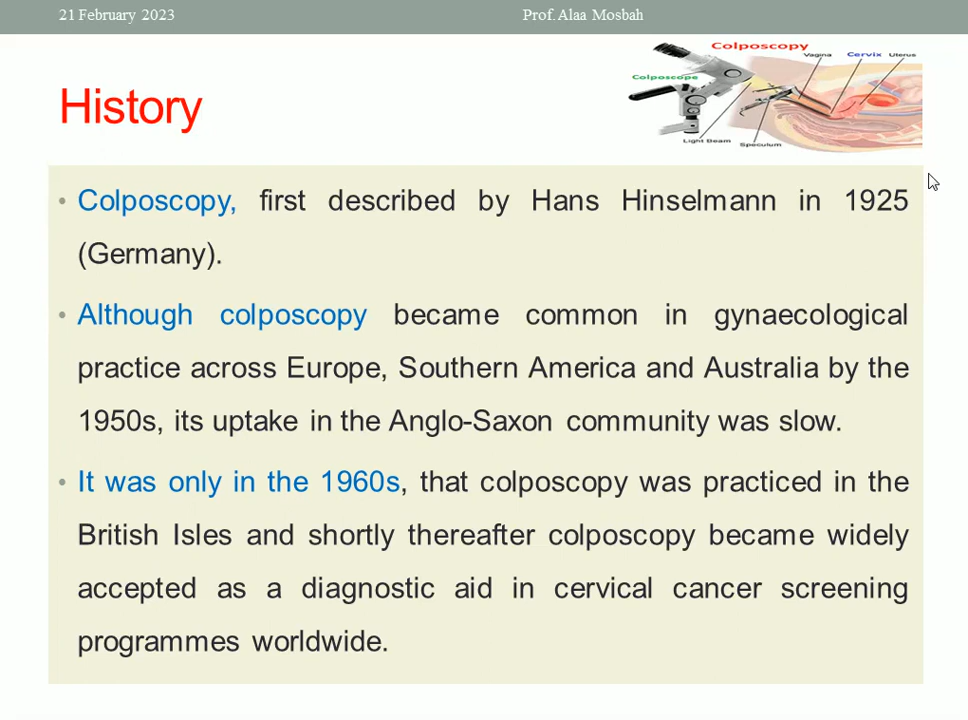 21 February 2023
Prof. Alaa Mosbah
Colposcopy
Vagina
Cervix
Uterus
Colposcope
Light Beam
Speculum
History
• Colposcopy, first described by Hans Hinselmann in 1925
(Germany).
• Although colposcopy became common in gynaecological
practice across Europe, Southern America and Australia by the
1950s, its uptake in the Anglo-Saxon community was slow.
• It was only in the 1960s, that colposcopy was practiced in the
British Isles and shortly thereafter colposcopy became widely
accepted as a diagnostic aid in cervical cancer screening
programmes worldwide.